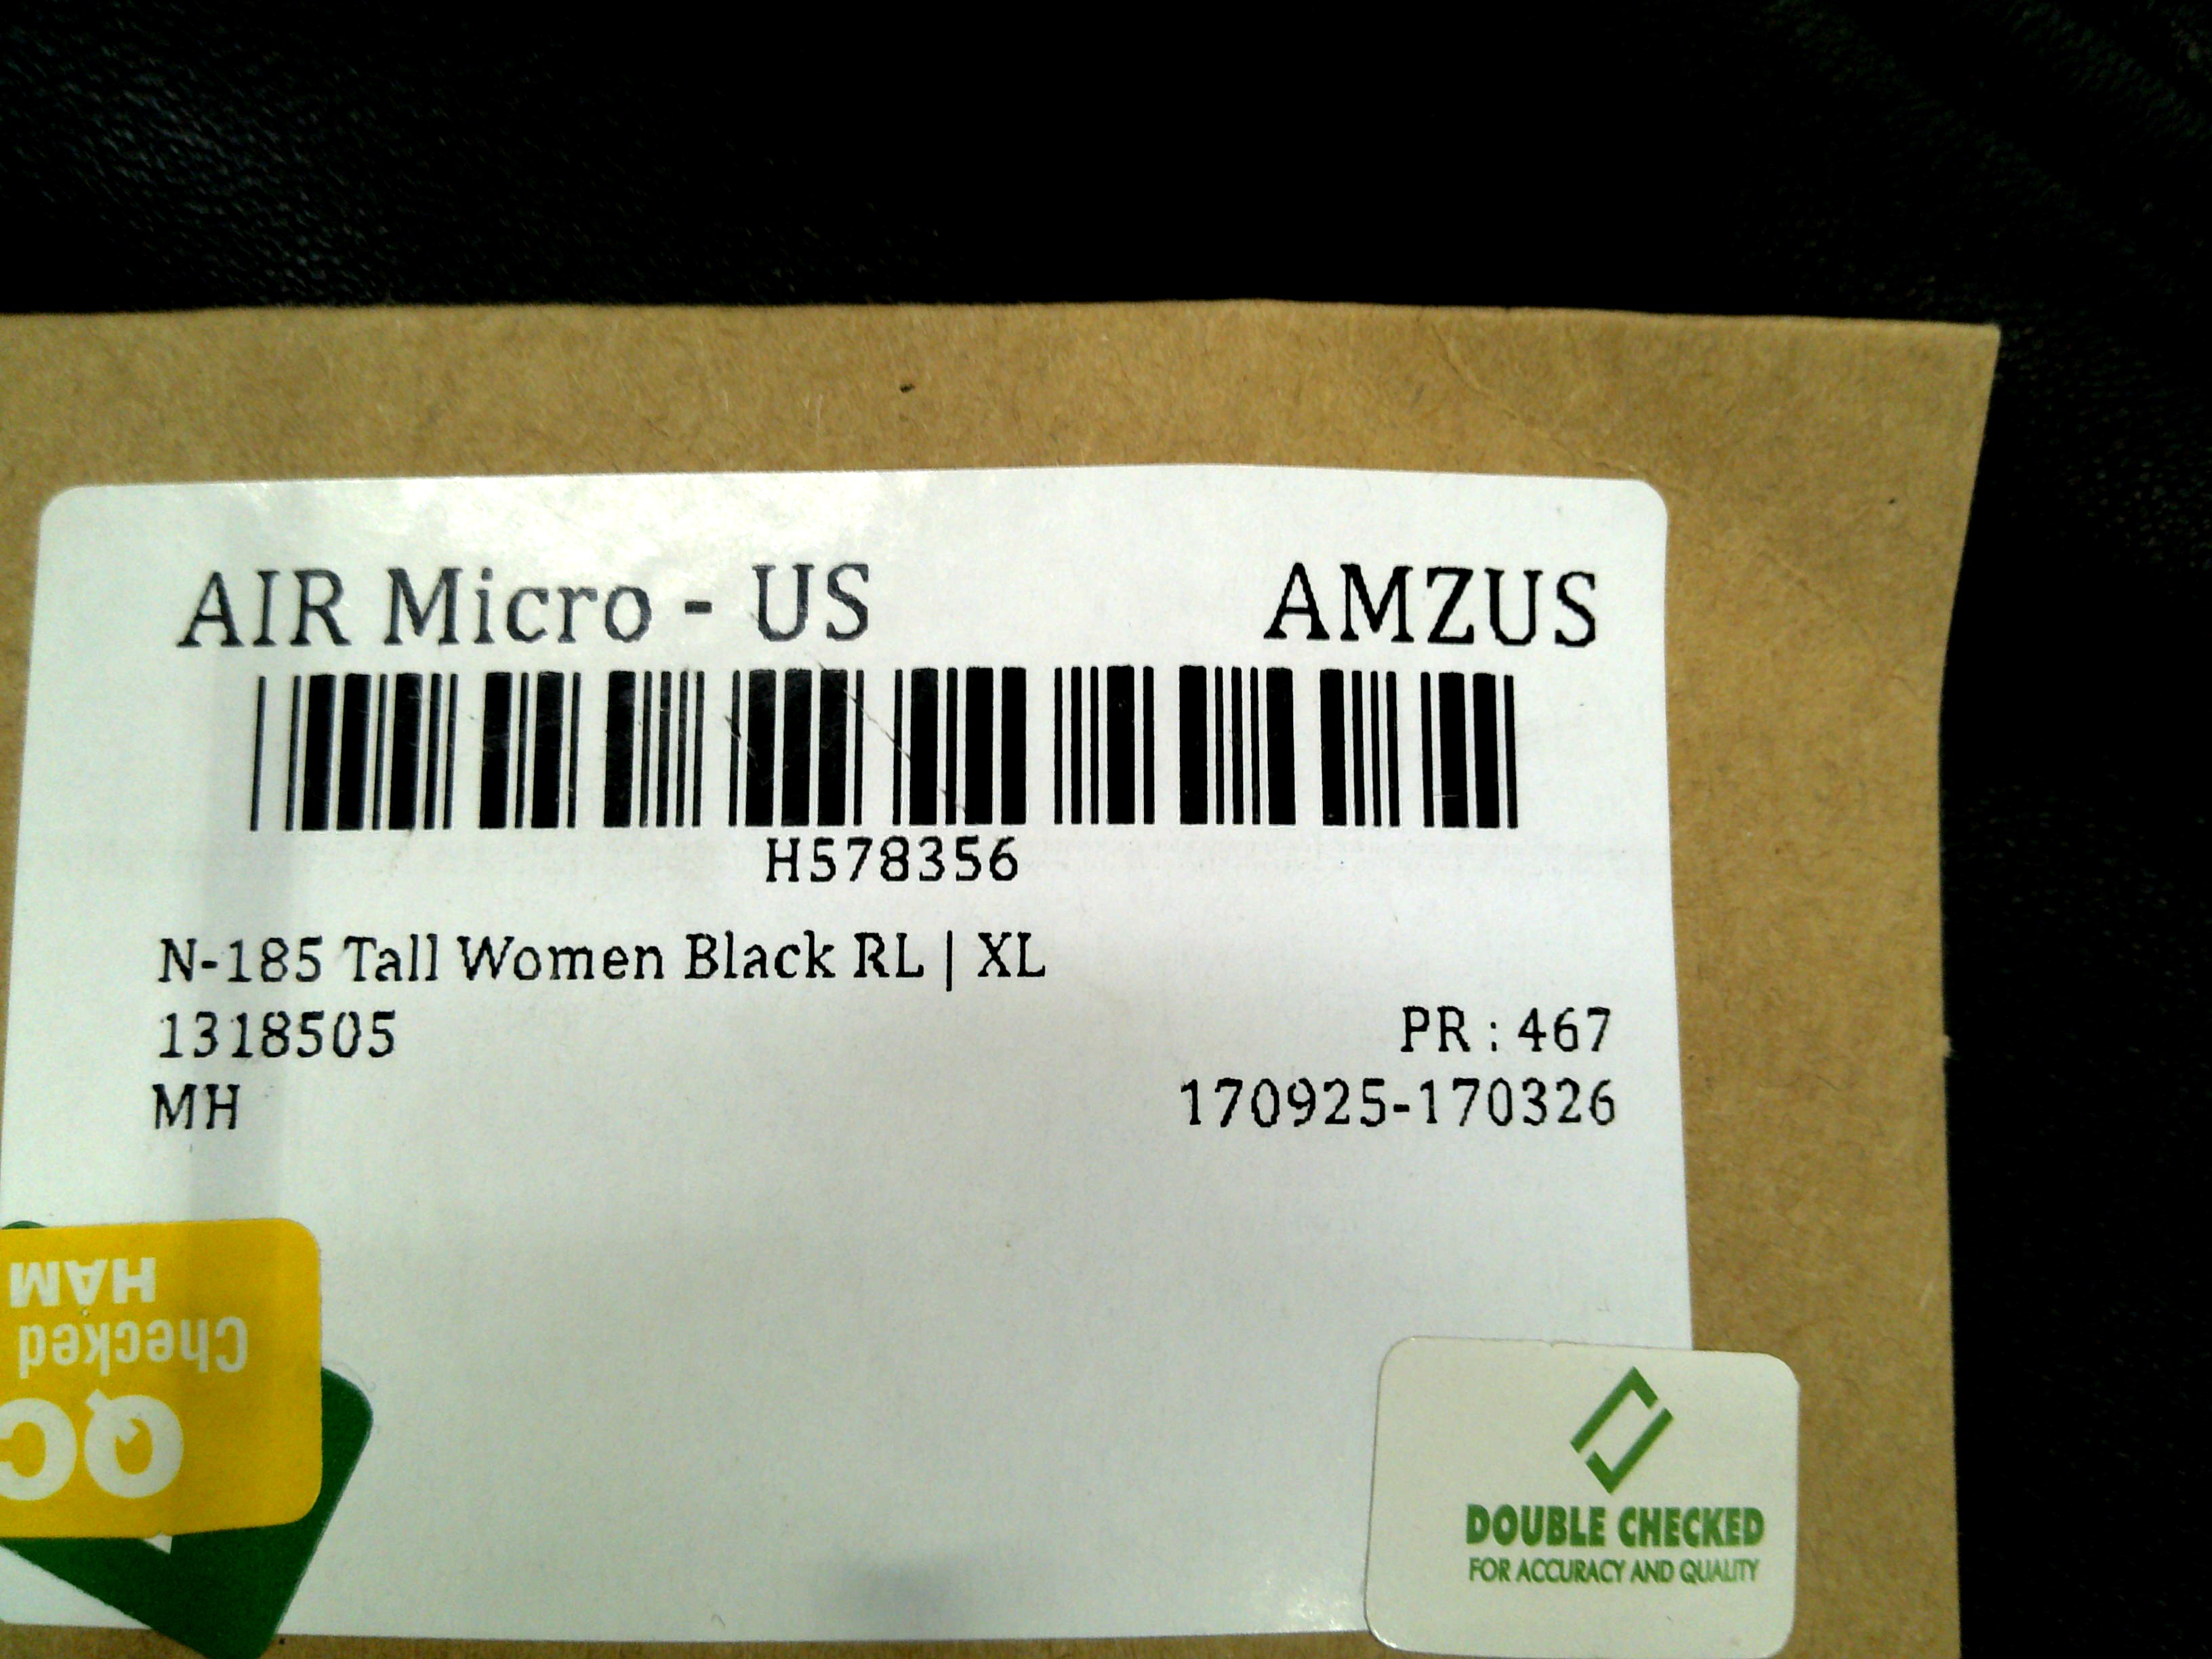 AIR Micro - US
AMZUS
H578356
N-185 Tall Women Black RL | XL
1318505
PR : 467
MH
170925-170326
QC
Checked
HAM
DOUBLE CHECKED
FOR ACCURACY AND QUALITY